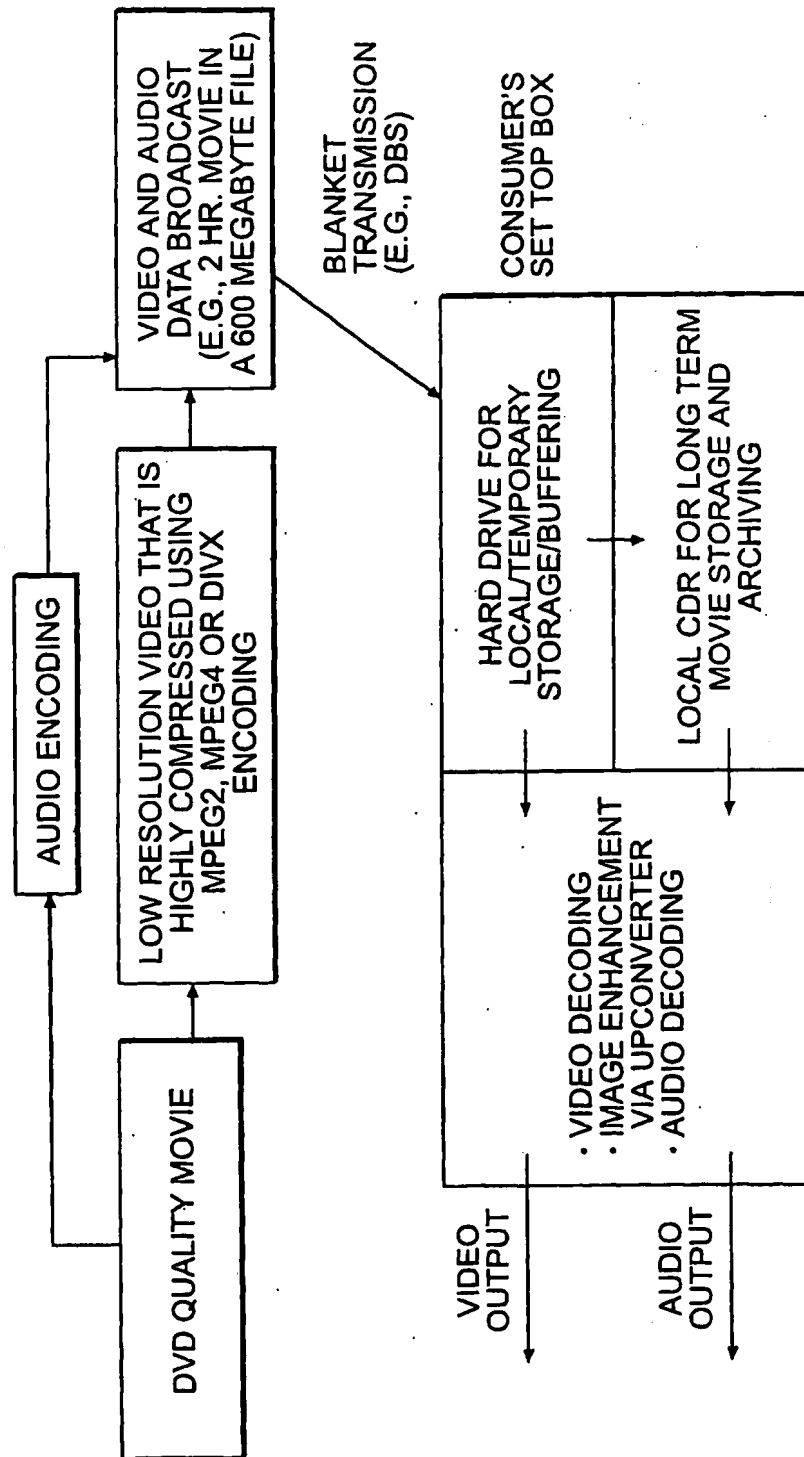 AUDIO ENCODING
DVD QUALITY MOVIE
LOW RESOLUTION VIDEO THAT IS
HIGHLY COMPRESSED USING
MPEG2, MPEG4 OR DIVX
ENCODING
VIDEO AND AUDIO
DATA BROADCAST
(E.G., 2 HR. MOVIE IN
A 600 MEGABYTE FILE)
BLANKET
TRANSMISSION
(E.G., DBS)
CONSUMER'S
SET TOP BOX
HARD DRIVE FOR
LOCAL/TEMPORARY
STORAGE/BUFFERING
LOCAL CDR FOR LONG TERM
MOVIE STORAGE AND
ARCHIVING
· VIDEO DECODING
· IMAGE ENHANCEMENT
VIA UPCONVERTER
· AUDIO DECODING
VIDEO
OUTPUT
AUDIO
OUTPUT